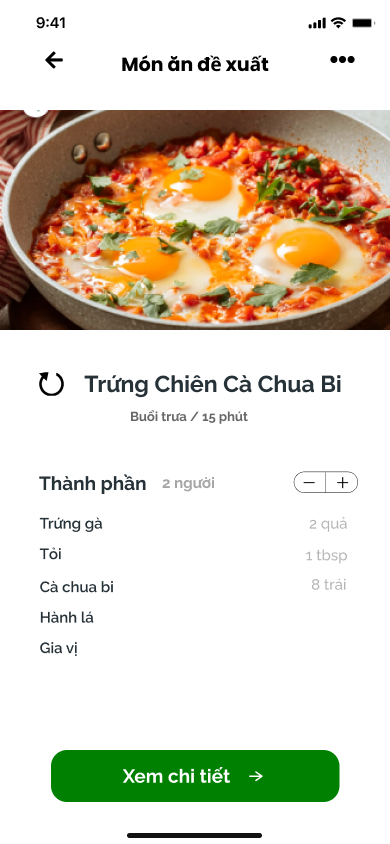 9:41
Món ăn đề xuất
Trứng Chiên Cà Chua Bi
Buổi trưa / 15 phút
Thành phần 2 người
Trứng gà 2 quả
Tỏi 1 tbsp
Cà chua bi 8 trái
Hành lá
Gia vị
Xem chi tiết →